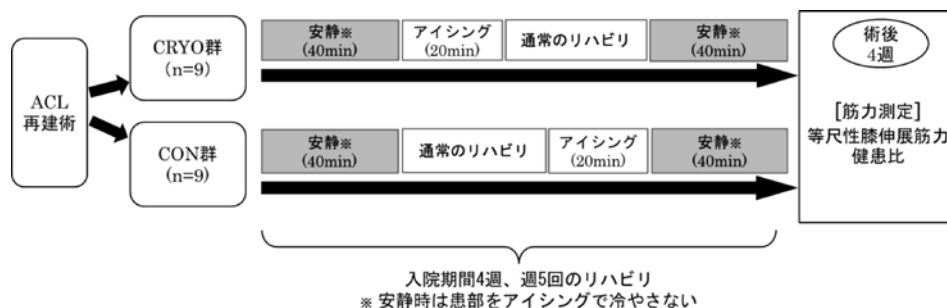 ACL
再建術
CRYO群
(n=9)
安静※
(40min)
アイシング
(20min)
通常のリハビリ
安静※
(40min)
CON群
(n=9)
安静※
(40min)
通常のリハビリ
アイシング
(20min)
安静※
(40min)
術後
4週
[筋力測定]
等尺性膝伸展筋力
健患比
入院期間4週、週5回のリハビリ
※ 安静時は患部をアイシングで冷やさない